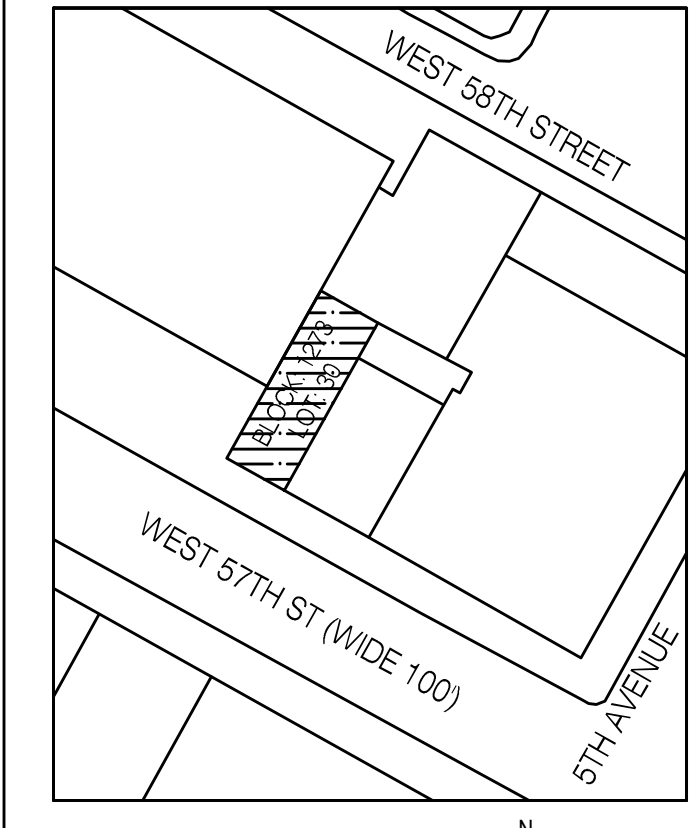 WEST 58TH STREET
BLOCK: 1273
LOT: 30
WEST 57TH ST (WIDE 100')
5TH AVENUE
N